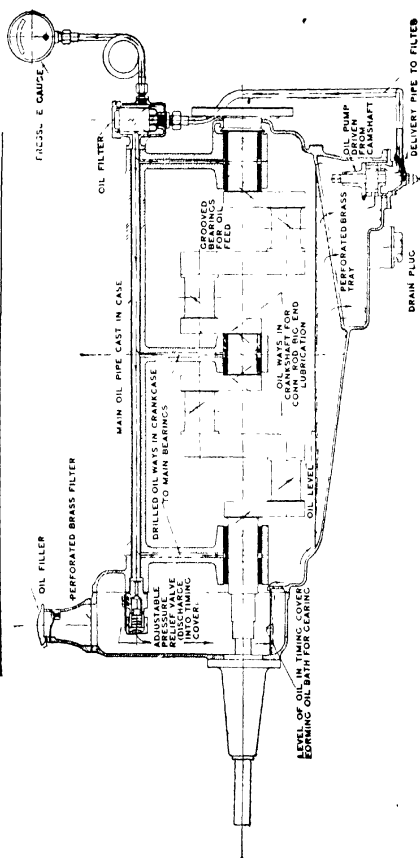 PRESSURE GAUGE
OIL FILTER
MAIN OIL PIPE CAST IN CASE
OIL FILLER
PERFORATED BRASS FILTER
DRILLED OIL WAYS IN CRANKCASE
TO MAIN BEARINGS
GROOVED
BEARINGS
FOR OIL
FEED
ADJUSTABLE
PRESSURE
RELIEF VALVE
(DISCHARGE
INTO TIMING
COVER.
OIL WAYS IN
CRANKSHAFT FOR
CONN ROD BIG END
LUBRICATION
OIL LEVEL
PERFORATED BRASS
TRAY
OIL PUMP
DRIVEN
FROM
CAMSHAFT
DELIVERY PIPE TO FILTER
DRAIN PLUG
LEVEL OF OIL IN TIMING COVER
FORMING OIL BATH FOR GEARING